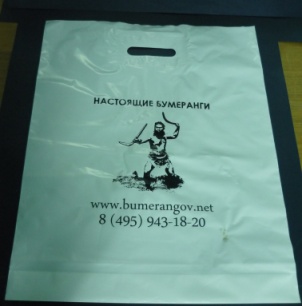 НАСТОЯЩИЕ БУМЕРАНГИ
www.bumerangov.net
8 (495) 943-18-20